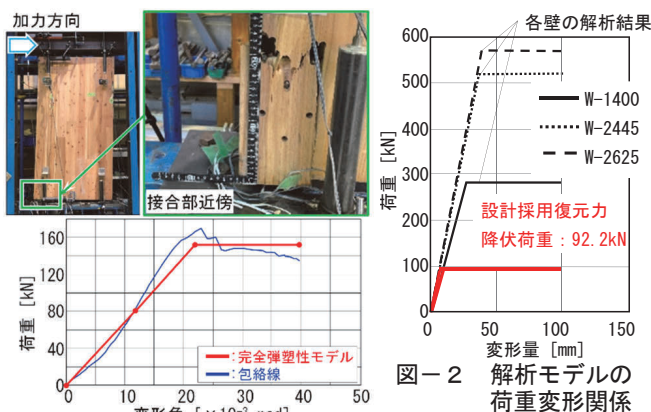 加力方向
接合部近傍
160
120
80
40
0
荷重 [kN]
0 10 20 30 40 50
:完全弾塑性モデル
:包絡線
各壁の解析結果
600
500
400
300
200
100
0
荷重 [kN]
W-1400
W-2445
W-2625
設計採用復元力
降伏荷重:92.2kN
0 50 100 150
変形量 [mm]
図-2 解析モデルの
荷重変形関係